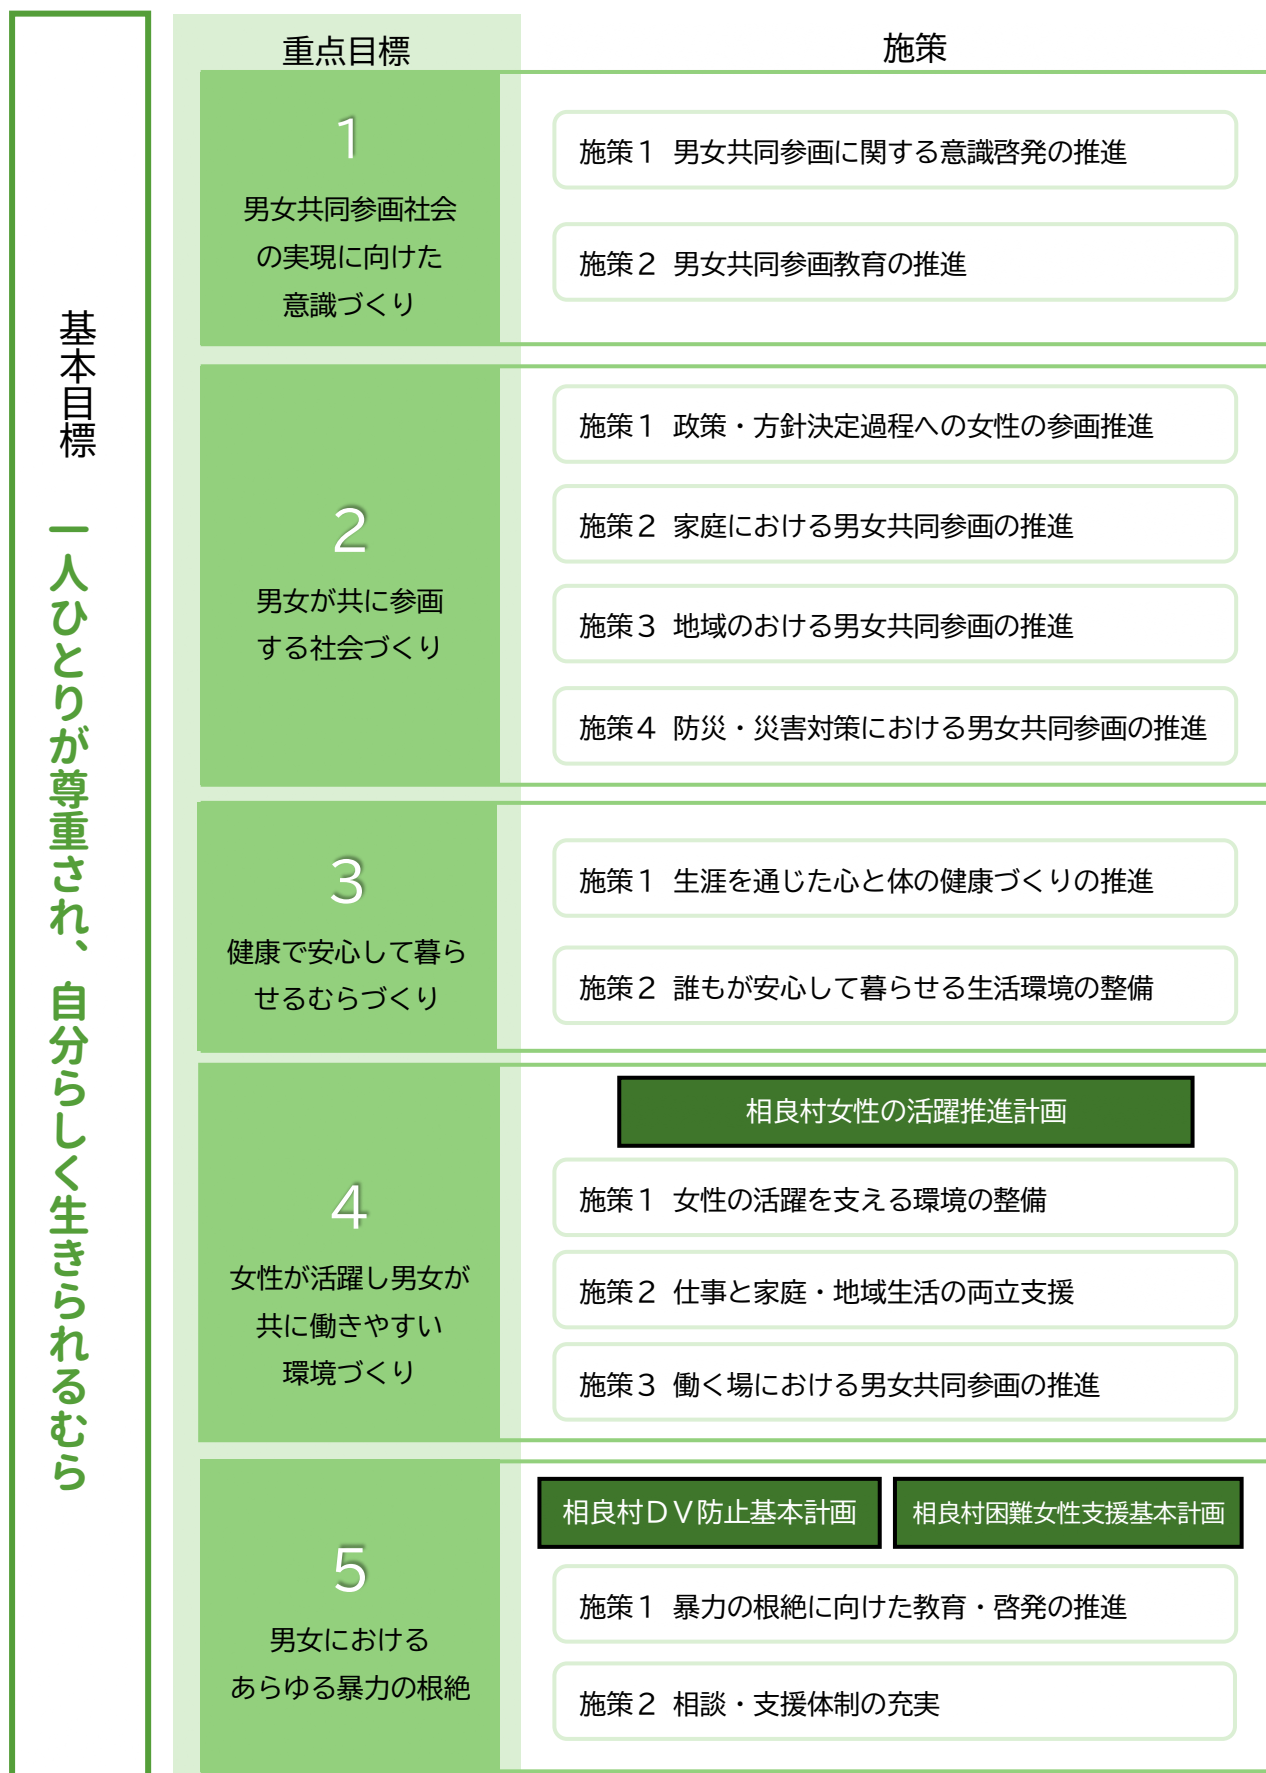 基本目標　一人ひとりが尊重され、自分らしく生きられるむら
重点目標
施策
1
男女共同参画社会
の実現に向けた
意識づくり
施策1 男女共同参画に関する意識啓発の推進
施策2 男女共同参画教育の推進
2
男女が共に参画
する社会づくり
施策1 政策・方針決定過程への女性の参画推進
施策2 家庭における男女共同参画の推進
施策3 地域のおける男女共同参画の推進
施策4 防災・災害対策における男女共同参画の推進
3
健康で安心して暮ら
せるむらづくり
施策1 生涯を通じた心と体の健康づくりの推進
施策2 誰もが安心して暮らせる生活環境の整備
4
女性が活躍し男女が
共に働きやすい
環境づくり
相良村女性の活躍推進計画
施策1 女性の活躍を支える環境の整備
施策2 仕事と家庭・地域生活の両立支援
施策3 働く場における男女共同参画の推進
5
男女における
あらゆる暴力の根絶
相良村ＤＶ防止基本計画
相良村困難女性支援基本計画
施策1 暴力の根絶に向けた教育・啓発の推進
施策2 相談・支援体制の充実